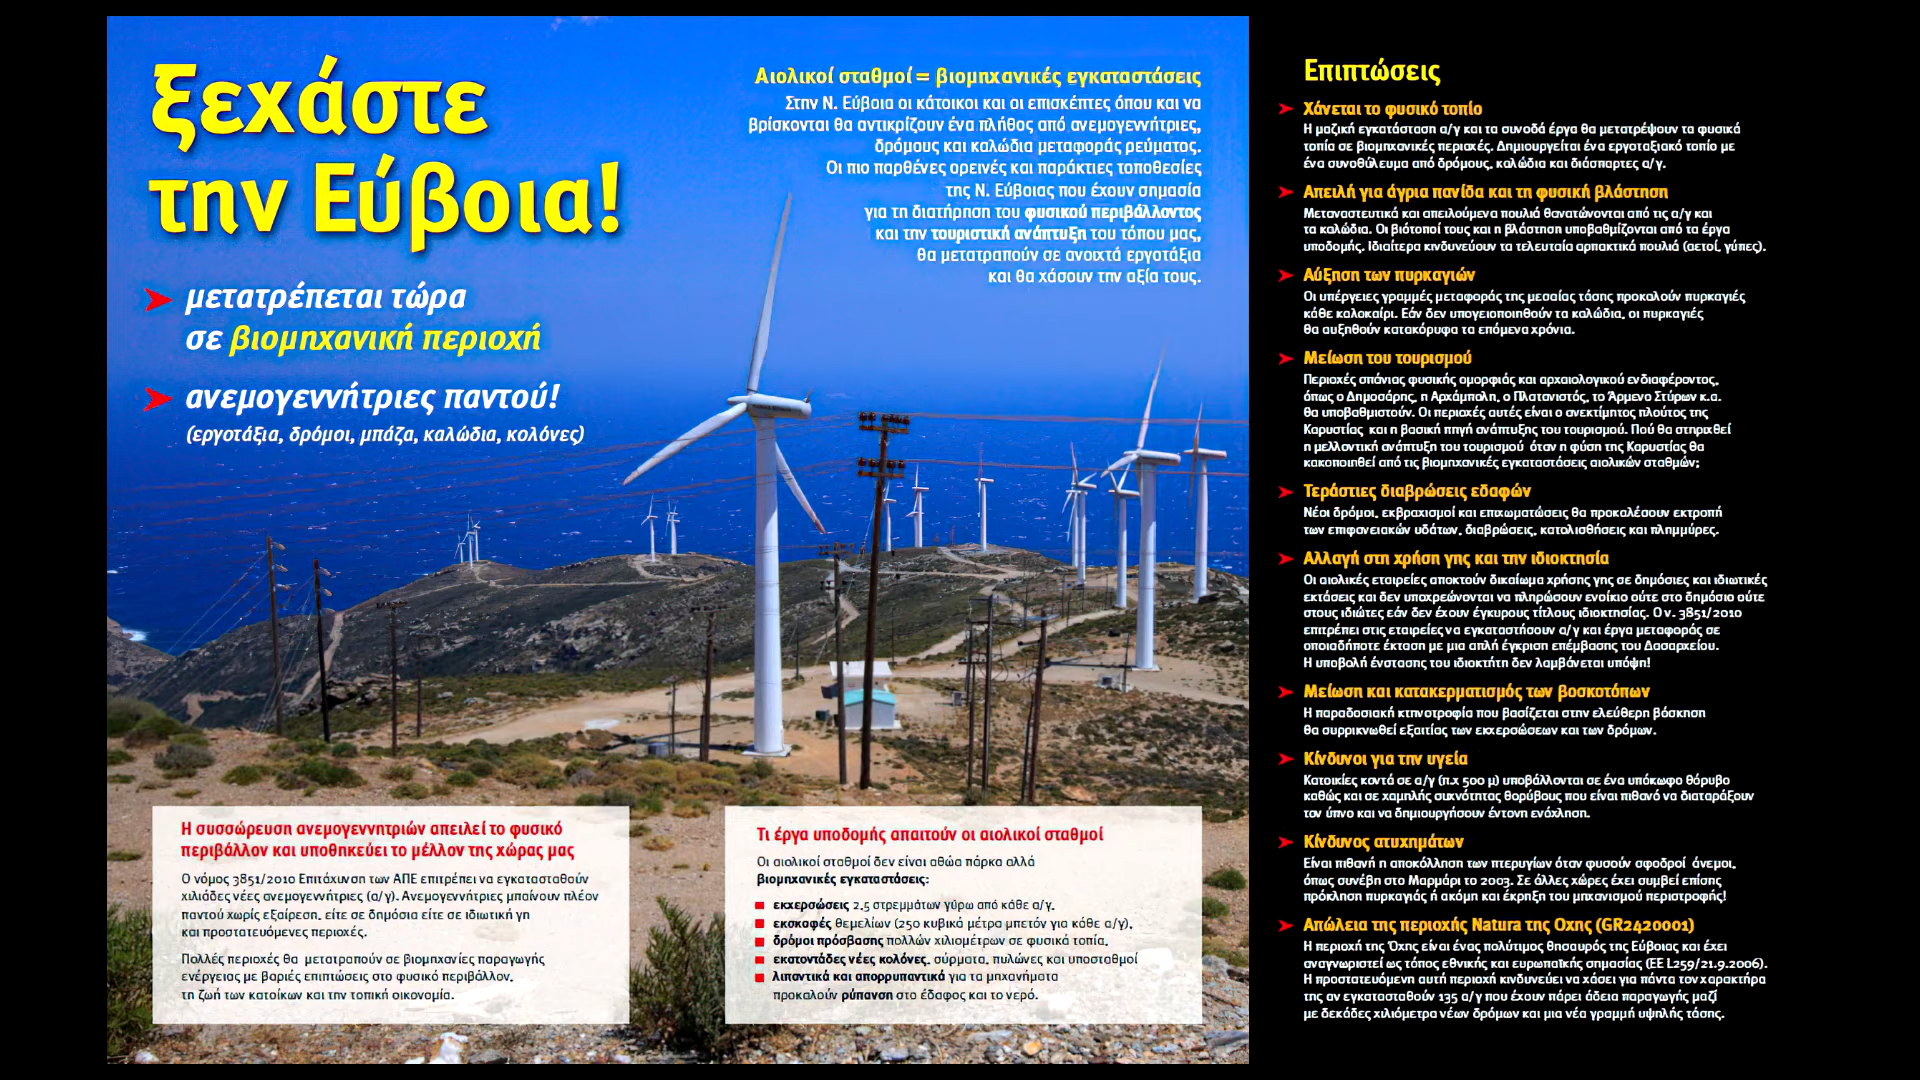 ξεχάστε
την Εύβοια!
μετατρέπεται τώρα
σε βιομηχανική περιοχή
ανεμογεννήτριες παντού!
(εργοτάξια, δρόμοι, μπάζα, καλώδια, κολόνες)
Αιολικοί σταθμοί = βιομηχανικές εγκαταστάσεις
Στην Ν. Εύβοια οι κάτοικοι και οι επισκέπτες όπου και να
βρίσκονται θα αντικρίζουν ένα πλήθος από ανεμογεννήτριες,
δρόμους και καλώδια μεταφοράς ρεύματος.
Οι πιο παρθένες ορεινές και παράκτιες τοποθεσίες
της Ν. Εύβοιας που έχουν σημασία
για τη διατήρηση του φυσικού περιβάλλοντος
και την τουριστική ανάπτυξη του τόπου μας,
θα μετατραπούν σε ανοιχτά εργοτάξια
και θα χάσουν την αξία τους.
Η συσσώρευση ανεμογεννητριών απειλεί το φυσικό
περιβάλλον και υποθηκεύει το μέλλον της χώρας μας
Ο νόμος 3851/2010 Επιτάχυνση των ΑΠΕ επιτρέπει να εγκατασταθούν
χιλιάδες νέες ανεμογεννήτριες (α/γ). Ανεμογεννήτριες μπαίνουν πλέον
παντού χωρίς εξαίρεση, είτε σε δημόσια είτε σε ιδιωτική γη
και προστατευόμενες περιοχές.
Πολλές περιοχές θα μετατραπούν σε βιομηχανίες παραγωγής
ενέργειας με βαριές επιπτώσεις στο φυσικό περιβάλλον,
τη ζωή των κατοίκων και την τοπική οικονομία.
Τι έργα υποδομής απαιτούν οι αιολικοί σταθμοί
Οι αιολικοί σταθμοί δεν είναι αθώα πάρκα αλλά
βιομηχανικές εγκαταστάσεις:
εκχερσώσεις 2,5 στρεμμάτων γύρω από κάθε α/γ,
εκσκαφές θεμελίων (250 κυβικά μέτρα μπετόν για κάθε α/γ),
δρόμοι πρόσβασης πολλών χιλιομέτρων σε φυσικά τοπία,
εκατοντάδες νέες κολόνες, σύρματα, πυλώνες και υποσταθμοί
λιπαντικά και απορρυπαντικά για τα μηχανήματα
προκαλούν ρύπανση στο έδαφος και το νερό.
Επιπτώσεις
Χάνεται το φυσικό τοπίο
Η μαζική εγκατάσταση α/γ και τα συνοδά έργα θα μετατρέψουν τα φυσικά
τοπία σε βιομηχανικές περιοχές. Δημιουργείται ένα εργοταξιακό τοπίο με
ένα συνοθύλευμα από δρόμους, καλώδια και διάσπαρτες α/γ.
Απειλή για άγρια πανίδα και τη φυσική βλάστηση
Μεταναστευτικά και απειλούμενα πουλιά θανατώνονται από τις α/γ και
τα καλώδια. Οι βιότοποί τους και η βλάστηση υποβαθμίζονται από τα έργα
υποδομής. Ιδιαίτερα κινδυνεύουν τα τελευταία αρπακτικά πουλιά (αετοί, γύπες).
Αύξηση των πυρκαγιών
Οι υπέργειες γραμμές μεταφοράς της μεσαίας τάσης προκαλούν πυρκαγιές
κάθε καλοκαίρι. Εάν δεν υπογειοποιηθούν τα καλώδια, οι πυρκαγιές
θα αυξηθούν κατακόρυφα τα επόμενα χρόνια.
Μείωση του τουρισμού
Περιοχές σπάνιας φυσικής ομορφιάς και αρχαιολογικού ενδιαφέροντος,
όπως ο Δημοσάρης, η Αρχάμπολη, ο Πλατανιστός, το Άρμενο Στύρων κ.α.
θα υποβαθμιστούν. Οι περιοχές αυτές είναι ο ανεκτίμητος πλούτος της
Καρυστίας και η βασική πηγή ανάπτυξης του τουρισμού. Πού θα στηριχθεί
η μελλοντική ανάπτυξη του τουρισμού όταν η φύση της Καρυστίας θα
κακοποιηθεί από τις βιομηχανικές εγκαταστάσεις αιολικών σταθμών;
Τεράστιες διαβρώσεις εδαφών
Νέοι δρόμοι, εκβραχισμοί και επιχωματώσεις θα προκαλέσουν εκτροπή
των επιφανειακών υδάτων, διαβρώσεις, κατολισθήσεις και πλημμύρες.
Αλλαγή στη χρήση γης και την ιδιοκτησία
Οι αιολικές εταιρείες αποκτούν δικαίωμα χρήσης γης σε δημόσιες και ιδιωτικές
εκτάσεις και δεν υποχρεώνονται να πληρώσουν ενοίκιο ούτε στο δημόσιο ούτε
στους ιδιώτες εάν δεν έχουν έγκυρους τίτλους ιδιοκτησίας. Ο ν. 3851/2010
επιτρέπει στις εταιρείες να εγκαταστήσουν α/γ και έργα μεταφοράς σε
οποιαδήποτε έκταση με μια απλή έγκριση επέμβασης του Δασαρχείου.
Η υποβολή ένστασης του ιδιοκτήτη δεν λαμβάνεται υπόψη!
Μείωση και κατακερματισμός των βοσκοτόπων
Η παραδοσιακή κτηνοτροφία που βασίζεται στην ελεύθερη βόσκηση
θα συρρικνωθεί εξαιτίας των εκχερσώσεων και των δρόμων.
Κίνδυνοι για την υγεία
Κατοικίες κοντά σε α/γ (π.χ 500 μ) υποβάλλονται σε ένα υπόκωφο θόρυβο
καθώς και σε χαμηλής συχνότητας θορύβους που είναι πιθανό να διαταράξουν
τον ύπνο και να δημιουργήσουν έντονη ενόχληση.
Κίνδυνος ατυχημάτων
Είναι πιθανή η αποκόλληση των πτερυγίων όταν φυσούν σφοδροί άνεμοι,
όπως συνέβη στο Μαρμάρι το 2003. Σε άλλες χώρες έχει συμβεί επίσης
πρόκληση πυρκαγιάς ή ακόμη και έκρηξη του μηχανισμού περιστροφής!
Απώλεια της περιοχής Natura της Οχης (GR2420001)
Η περιοχή της Όχης είναι ένας πολύτιμος θησαυρός της Εύβοιας και έχει
αναγνωριστεί ως τόπος εθνικής και ευρωπαϊκής σημασίας (ΕΕ L259/21.9.2006).
Η προστατευόμενη αυτή περιοχή κινδυνεύει να χάσει για πάντα τον χαρακτήρα
της αν εγκατασταθούν 135 α/γ που έχουν πάρει άδεια παραγωγής μαζί
με δεκάδες χιλιόμετρα νέων δρόμων και μια νέα γραμμή υψηλής τάσης.